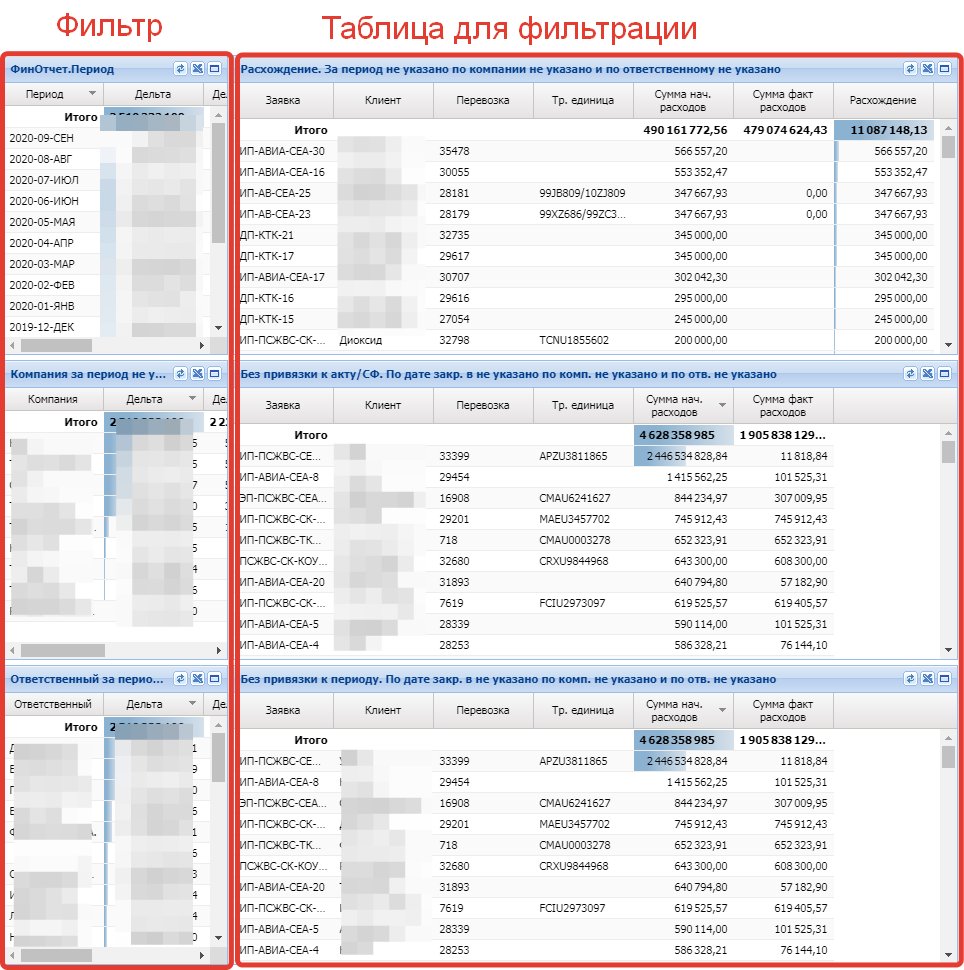 Фильтр
Таблица для фильтрации
ФинОтчет.Период
Период Дельта
Итого
2020-09-СЕН
2020-08-АВГ
2020-07-ИЮЛ
2020-06-ИЮН
2020-05-МАЯ
2020-04-АПР
2020-03-МАР
2020-02-ФЕВ
2020-01-ЯНВ
2019-12-ДЕК
Компания за период не у...
Компания Дельта
Итого
Ответственный за перио...
Ответственный Дельта
Итого
Расхождение. За период не указано по компании не указано и по ответственному не указано
Заявка Клиент Перевозка Тр. единица Сумма нач. расходов Сумма факт расходов Расхождение
Итого 490 161 772,56 479 074 624,43 11 087 148,13
ИП-АВИА-СЕА-30 35478 566 557,20 566 557,20
ИП-АВИА-СЕА-16 30055 553 352,47 553 352,47
ИП-АВ-СЕА-25 28181 99JB809/10ZJ809 347 667,93 0,00 347 667,93
ИП-АВ-СЕА-23 28179 99XZ686/99ZC3... 347 667,93 0,00 347 667,93
ДП-КТК-21 32735 345 000,00 345 000,00
ДП-КТК-17 29617 345 000,00 345 000,00
ИП-АВИА-СЕА-17 30707 302 042,30 302 042,30
ДП-КТК-16 29616 295 000,00 295 000,00
ДП-КТК-15 27054 245 000,00 245 000,00
ИП-ПСЖВС-СК-... Диоксид 32798 TCNU1855602 200 000,00 200 000,00
Без привязки к акту/СФ. По дате закр. в не указано по комп. не указано и по отв. не указано
Заявка Клиент Перевозка Тр. единица Сумма нач. расходов Сумма факт расходов
Итого 4 628 358 985 1 905 838 129...
ИП-ПСЖВС-СЕ... 33399 APZU3811865 2 446 534 828,84 11 818,84
ИП-АВИА-СЕА-8 29454 1 415 562,25 101 525,31
ЭП-ПСЖВС-СЕА... 16908 CMAU6241627 844 234,97 307 009,95
ИП-ПСЖВС-СК-... 29201 MAEU3457702 745 912,43 745 912,43
ИП-ПСЖВС-ТК... 718 CMAU0003278 652 323,91 652 323,91
ПСЖВС-СК-КОУ... 32680 CRXU9844968 643 300,00 608 300,00
ИП-АВИА-СЕА-20 31893 640 794,80 57 182,90
ИП-ПСЖВС-СК-... 7619 FCIU2973097 619 525,57 619 405,57
ИП-АВИА-СЕА-5 28339 590 114,00 101 525,31
ИП-АВИА-СЕА-4 28253 586 328,21 76 144,10
Без привязки к периоду. По дате закр. в не указано по комп. не указано и по отв. не указано
Заявка Клиент Перевозка Тр. единица Сумма нач. расходов Сумма факт расходов
Итого 4 628 358 985 1 905 838 129...
ИП-ПСЖВС-СЕ... 33399 APZU3811865 2 446 534 828,84 11 818,84
ИП-АВИА-СЕА-8 29454 1 415 562,25 101 525,31
ЭП-ПСЖВС-СЕА... 16908 CMAU6241627 844 234,97 307 009,95
ИП-ПСЖВС-СК-... 29201 MAEU3457702 745 912,43 745 912,43
ИП-ПСЖВС-ТК... 718 CMAU0003278 652 323,91 652 323,91
ПСЖВС-СК-КОУ... 32680 CRXU9844968 643 300,00 608 300,00
ИП-АВИА-СЕА-20 31893 640 794,80 57 182,90
ИП-ПСЖВС-СК-... 7619 FCIU2973097 619 525,57 619 405,57
ИП-АВИА-СЕА-5 28339 590 114,00 101 525,31
ИП-АВИА-СЕА-4 28253 586 328,21 76 144,10